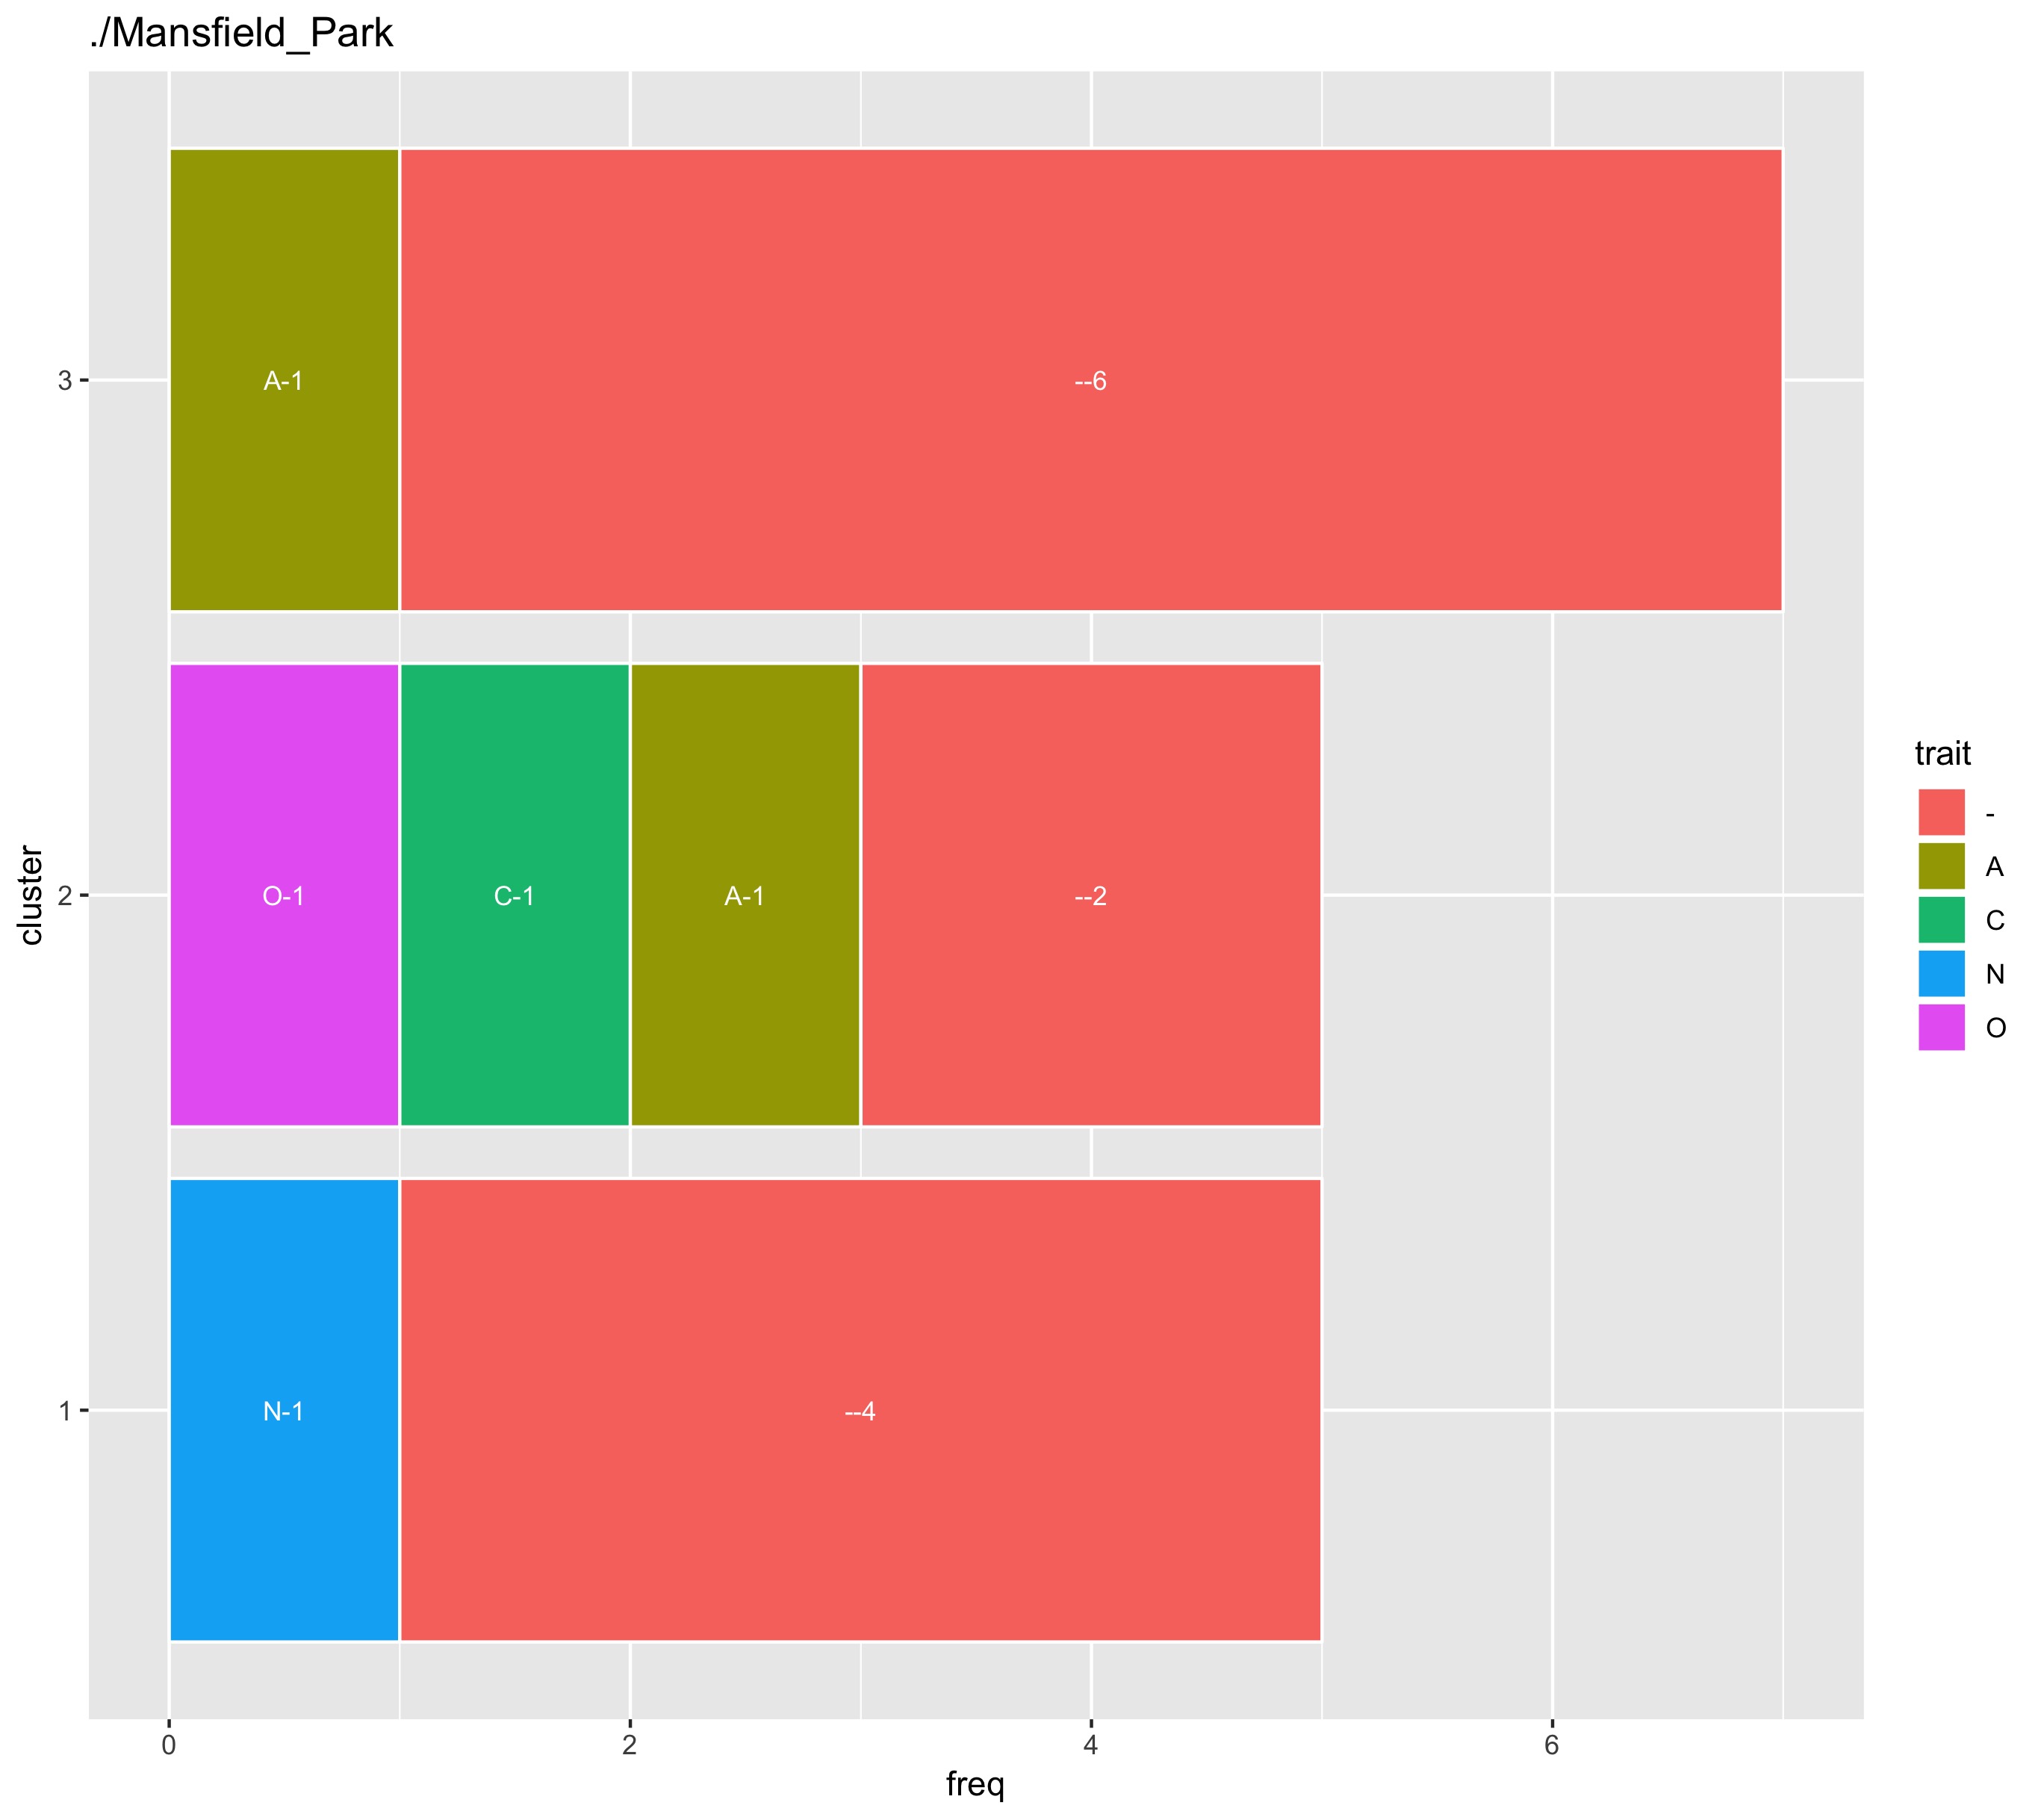 ./Mansfield_Park
3
A-1
--6
2
O-1
C-1
A-1
--2
1
N-1
--4
0
2
4
6
freq
cluster
trait
-
A
C
N
O